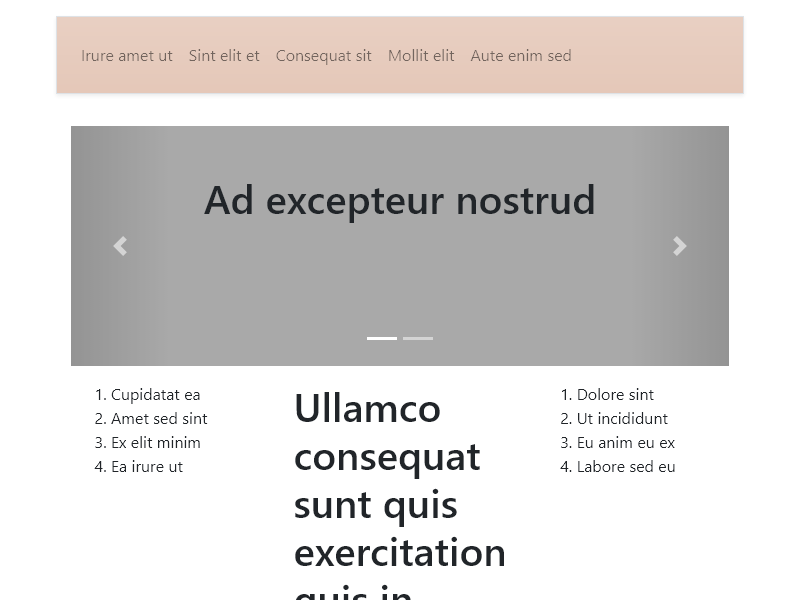 Irure amet ut Sint elit et Consequat sit Mollit elit Aute enim sed
Ad excepteur nostrud
1. Cupidatat ea
2. Amet sed sint
3. Ex elit minim
4. Ea irure ut
Ullamco
consequat
sunt quis
exercitation
quis in
1. Dolore sint
2. Ut incididunt
3. Eu anim eu ex
4. Labore sed eu